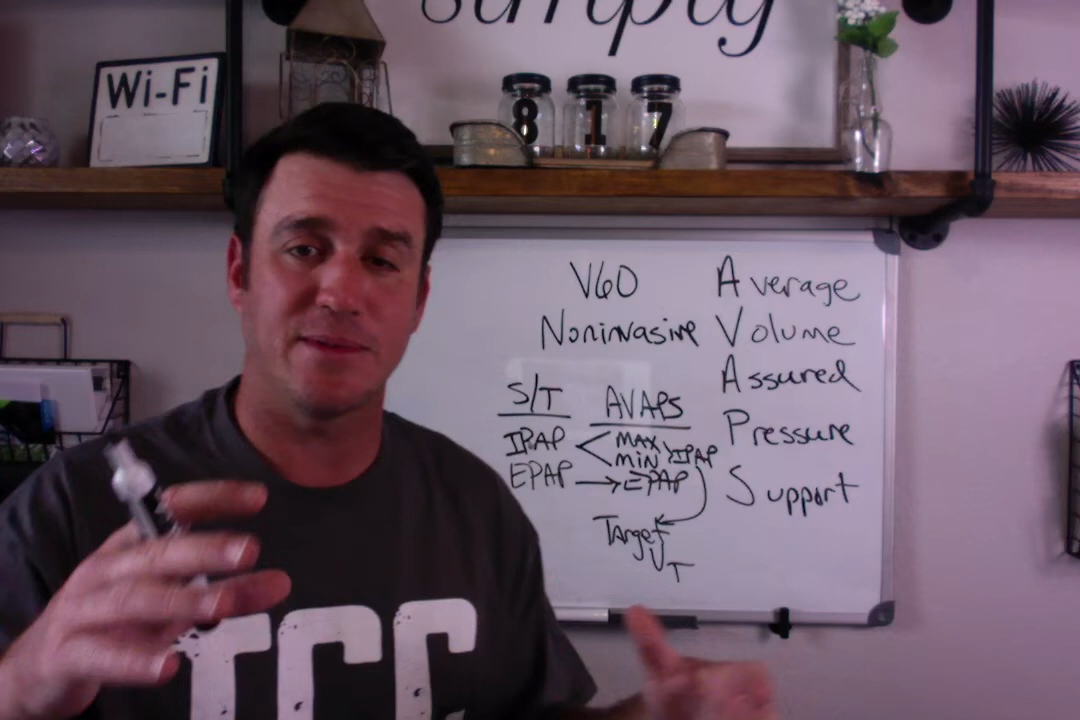 simply
Wi-Fi
8 1 7
V60
Noninvasive
Average
Volume
Assured
Pressure
Support
S/T AVAPS
IPAP < MAX
MIN > IPAP
EPAP → EPAP
Target
VT
TCC